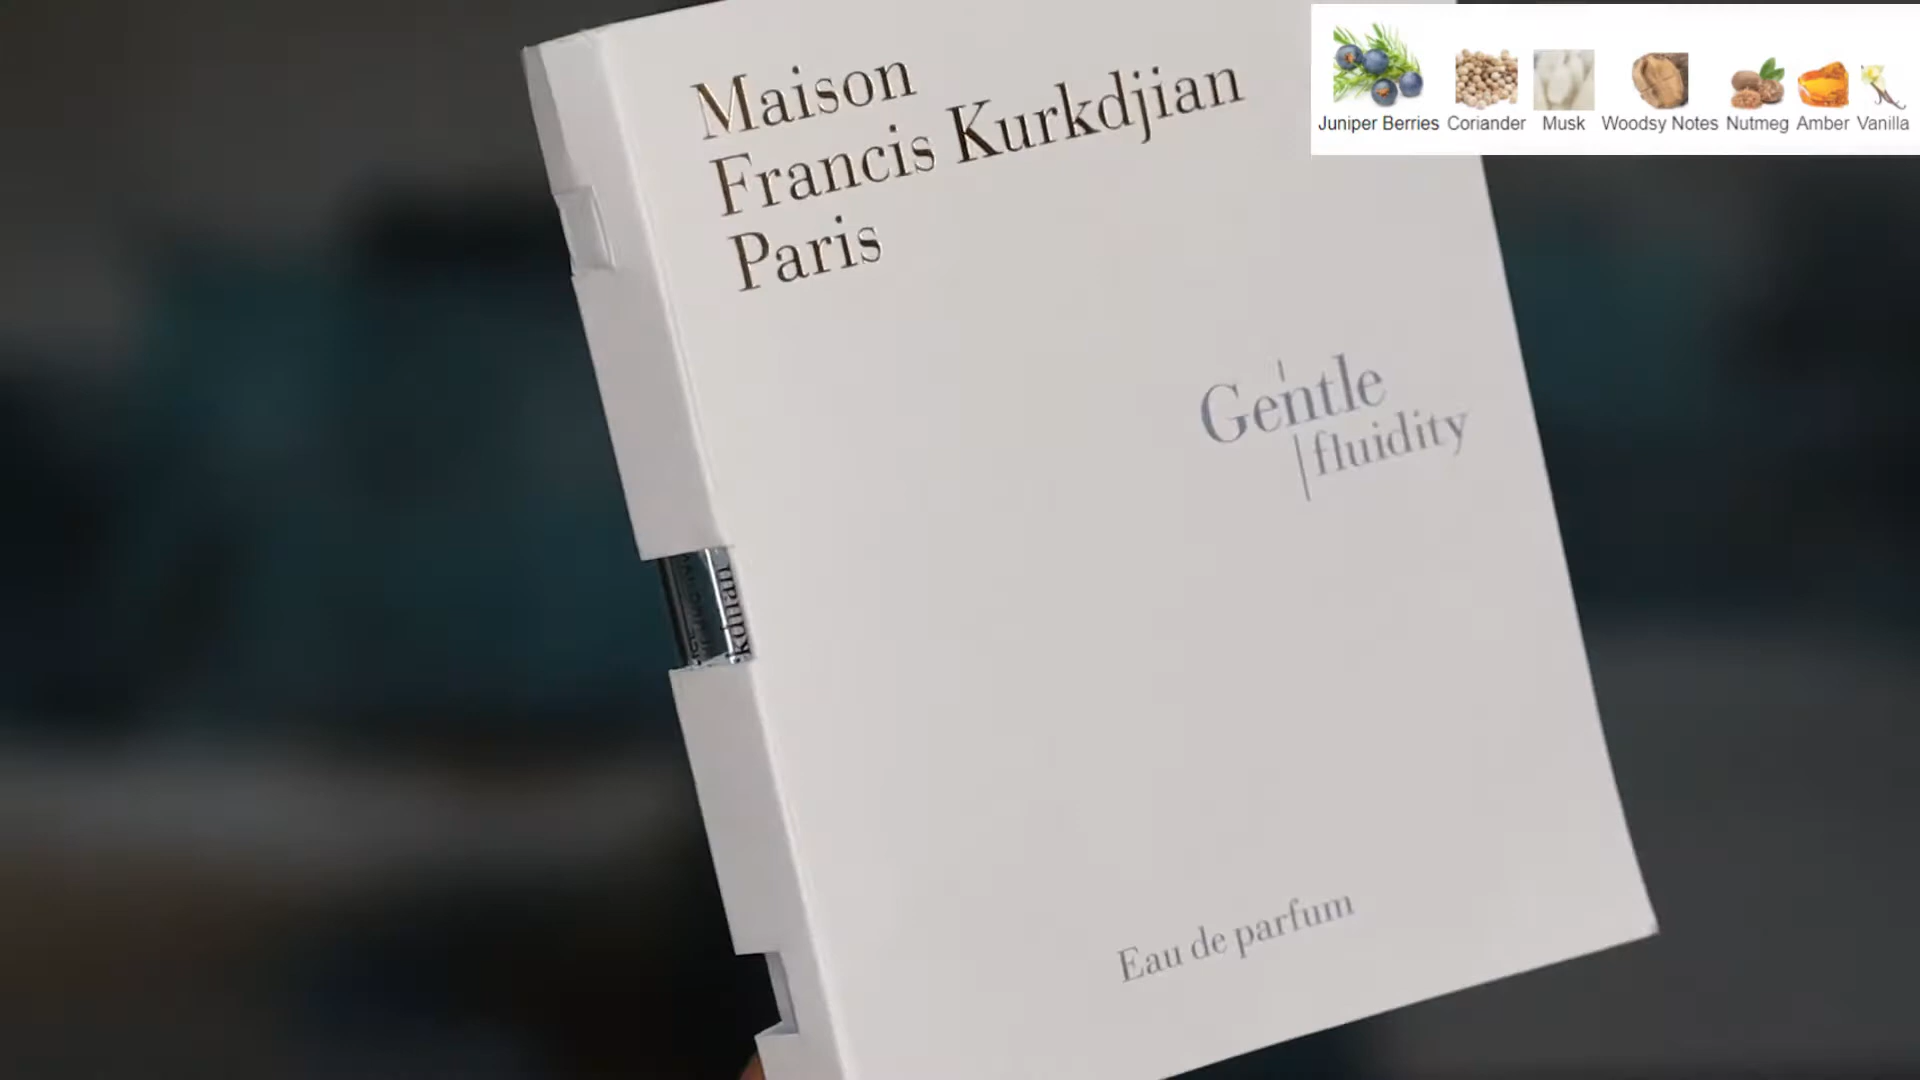 Maison
Francis Kurkdjian
Paris
Gentle
fluidity
Eau de parfum
Juniper Berries Coriander Musk Woodsy Notes Nutmeg Amber Vanilla